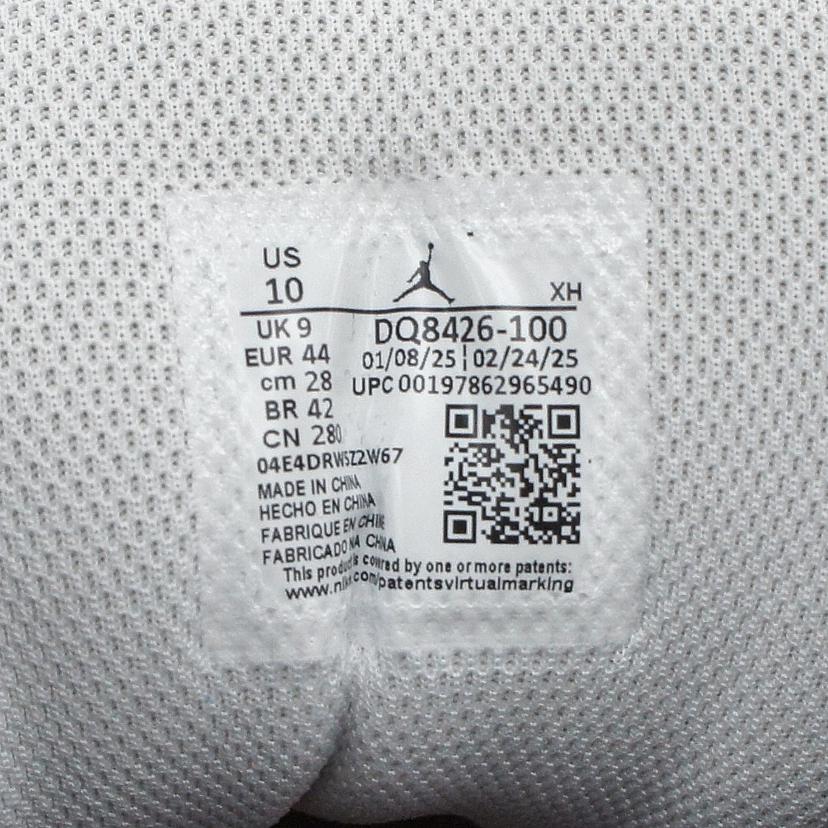 US
10
XH
UK 9
DQ8426-100
EUR 44
01/08/25 | 02/24/25
cm 28
UPC 00197862965490
BR 42
CN 280
04E4DRWSZ2W67
MADE IN CHINA
HECHO EN CHINA
FABRIQUE EN CHINE
FABRICADO NA CHINA
This product is covered by one or more patents:
www.nike.com/patentsvirtualmarking